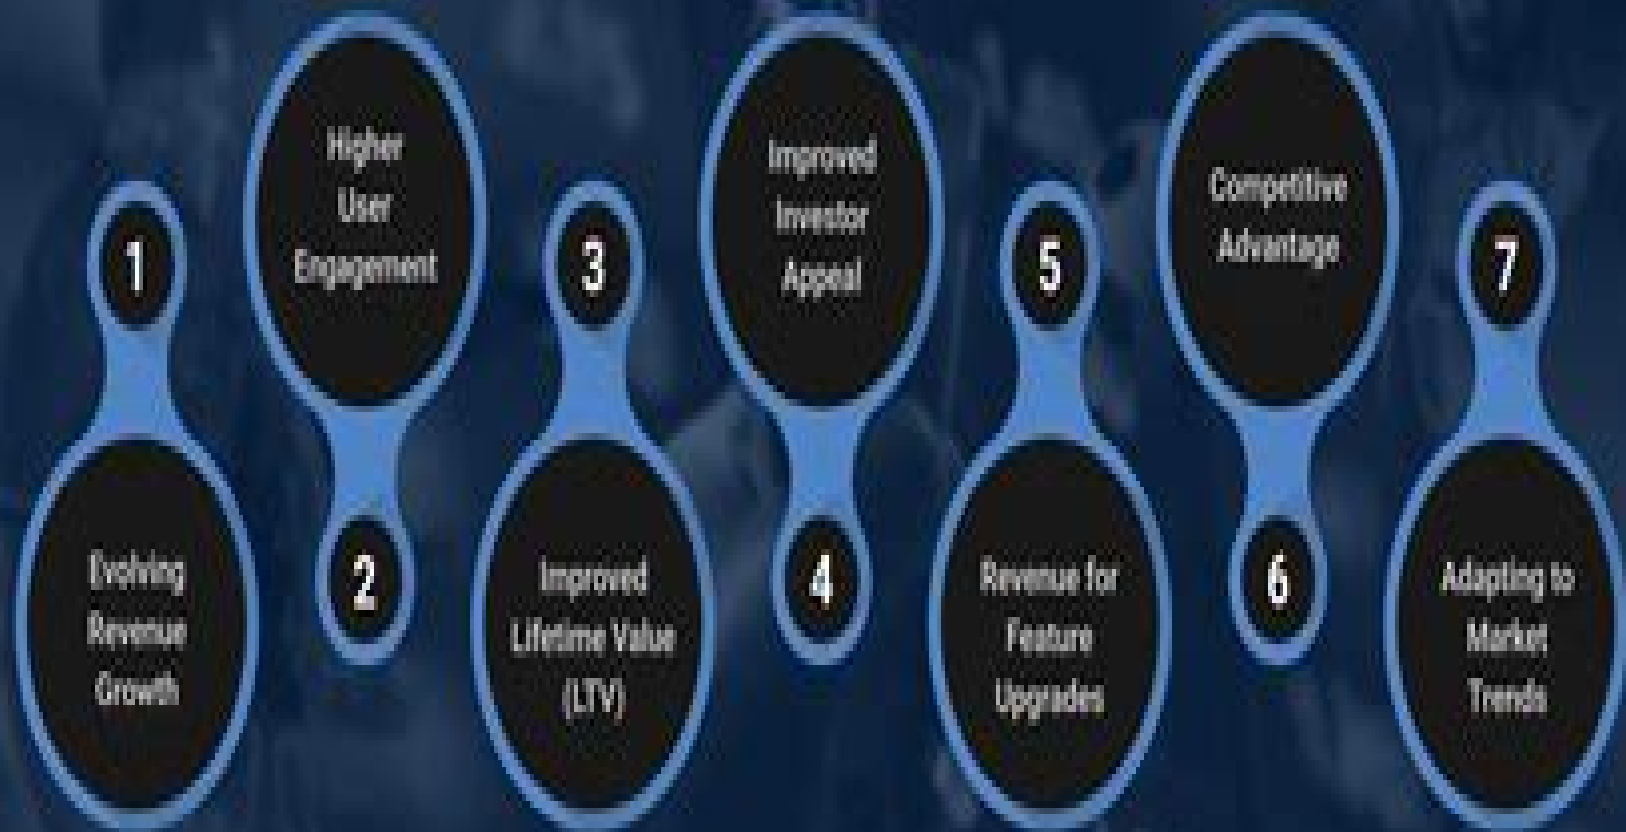 1
Evolving
Revenue
Growth
Higher
User
Engagement
2
3
Improved
Lifetime Value
(LTV)
Improved
Investor
Appeal
4
5
Revenue for
Feature
Upgrades
Competitive
Advantage
6
7
Adapting to
Market
Trends